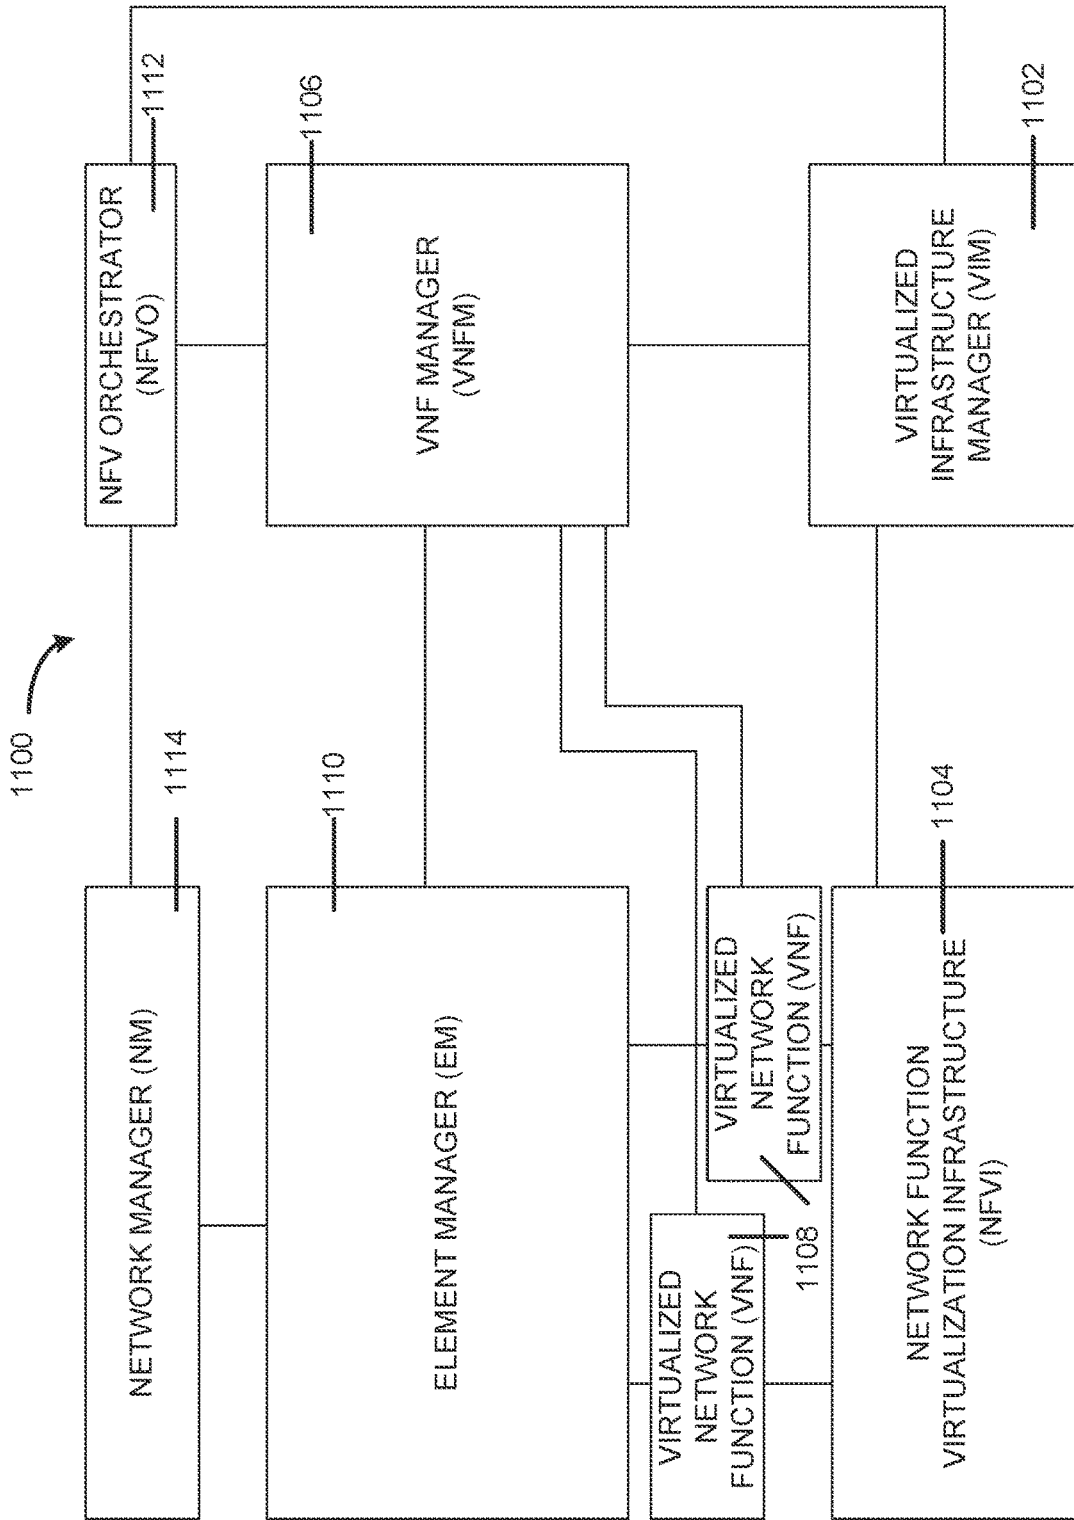 1100
NETWORK MANAGER (NM)
1114
NFV ORCHESTRATOR
(NFVO)
1112
ELEMENT MANAGER (EM)
1110
VNF MANAGER
(VNFM)
1106
VIRTUALIZED
NETWORK
FUNCTION (VNF)
1108
VIRTUALIZED
NETWORK
FUNCTION (VNF)
NETWORK FUNCTION
VIRTUALIZATION INFRASTRUCTURE
(NFVI)
1104
VIRTUALIZED
INFRASTRUCTURE
MANAGER (VIM)
1102